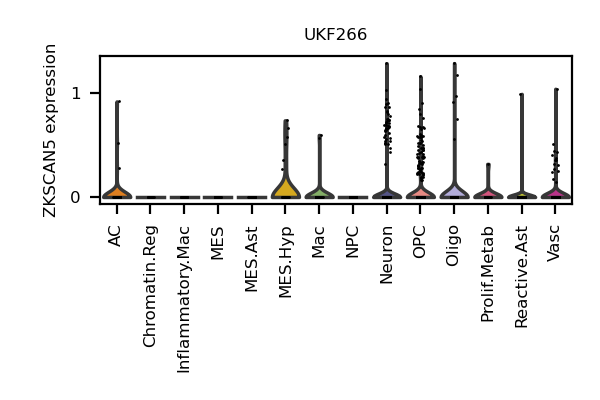 UKF266
ZKSCAN5 expression
1
0
AC
Chromatin.Reg
Inflammatory.Mac
MES
MES.Ast
MES.Hyp
Mac
NPC
Neuron
OPC
Oligo
Prolif.Metab
Reactive.Ast
Vasc